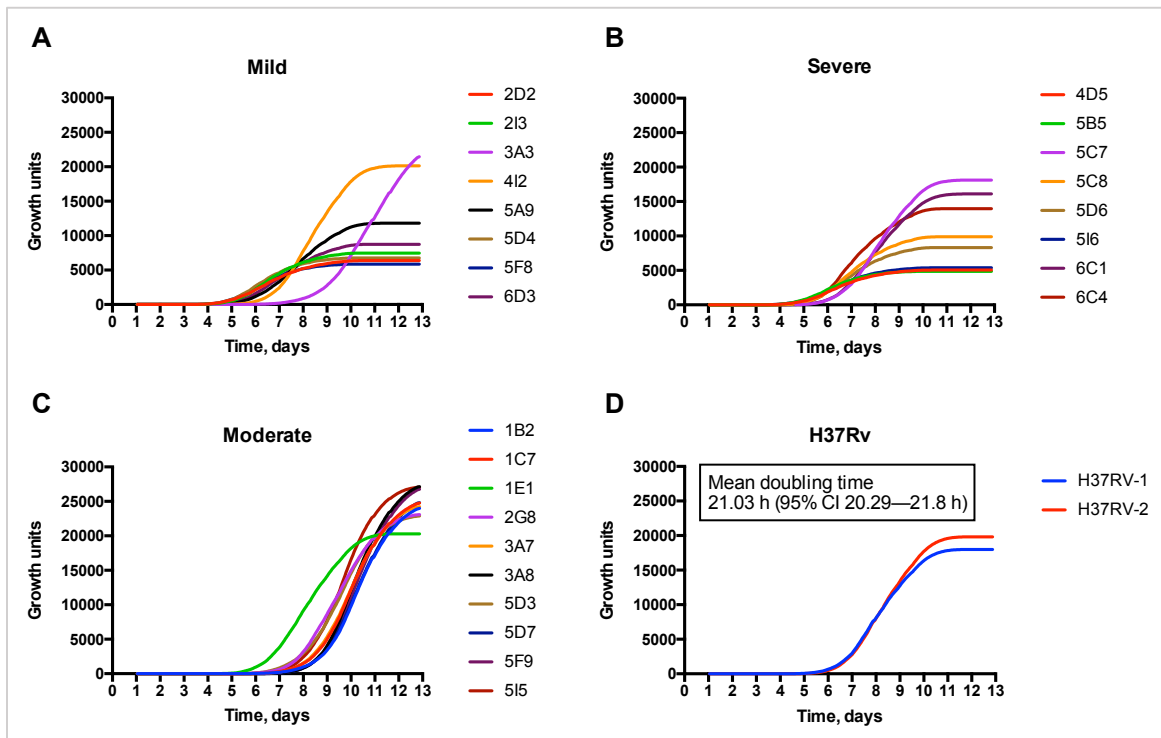 A
Mild
30000
25000
20000
15000
10000
5000
0
Growth units
0 1 2 3 4 5 6 7 8 9 10 11 12 13
Time, days
2D2
2I3
3A3
4I2
5A9
5D4
5F8
6D3
B
Severe
30000
25000
20000
15000
10000
5000
0
Growth units
0 1 2 3 4 5 6 7 8 9 10 11 12 13
Time, days
4D5
5B5
5C7
5C8
5D6
5I6
6C1
6C4
C
Moderate
30000
25000
20000
15000
10000
5000
0
Growth units
0 1 2 3 4 5 6 7 8 9 10 11 12 13
Time, days
1B2
1C7
1E1
2G8
3A7
3A8
5D3
5D7
5F9
5I5
D
H37Rv
30000
25000
20000
15000
10000
5000
0
Growth units
Mean doubling time
21.03 h (95% CI 20.29—21.8 h)
0 1 2 3 4 5 6 7 8 9 10 11 12 13
Time, days
H37RV-1
H37RV-2